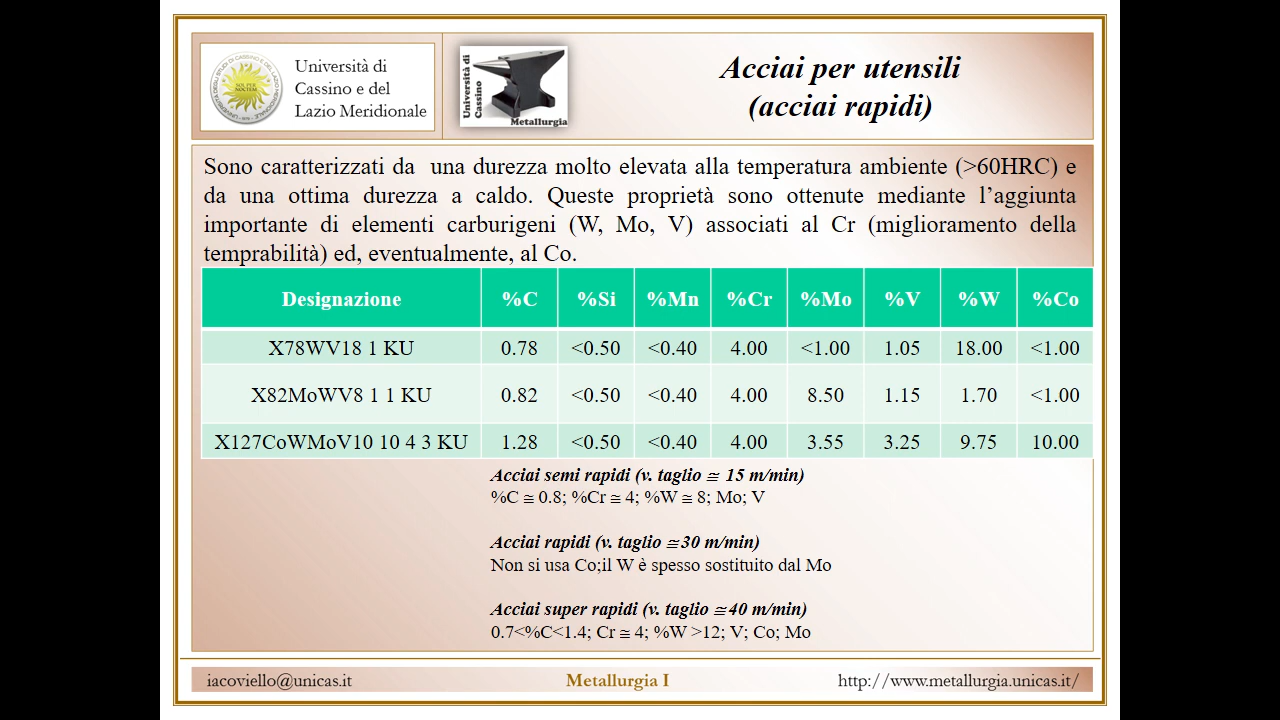 Università di
Cassino e del
Lazio Meridionale
Università di
Cassino
Metallurgia
Acciai per utensili
(acciai rapidi)
Sono caratterizzati da una durezza molto elevata alla temperatura ambiente (>60HRC) e
da una ottima durezza a caldo. Queste proprietà sono ottenute mediante l'aggiunta
importante di elementi carburigeni (W, Mo, V) associati al Cr (miglioramento della
temprabilità) ed, eventualmente, al Co.
Designazione %C %Si %Mn %Cr %Mo %V %W %Co
X78WV18 1 KU 0.78 <0.50 <0.40 4.00 <1.00 1.05 18.00 <1.00
X82MoWV8 1 1 KU 0.82 <0.50 <0.40 4.00 8.50 1.15 1.70 <1.00
X127CoWMoV10 10 4 3 KU 1.28 <0.50 <0.40 4.00 3.55 3.25 9.75 10.00
Acciai semi rapidi (v. taglio ≅ 15 m/min)
%C ≅ 0.8; %Cr ≅ 4; %W ≅ 8; Mo; V
Acciai rapidi (v. taglio ≅30 m/min)
Non si usa Co;il W è spesso sostituito dal Mo
Acciai super rapidi (v. taglio ≅40 m/min)
0.7<%C<1.4; Cr ≅ 4; %W >12; V; Co; Mo
iacoviello@unicas.it
Metallurgia I
http://www.metallurgia.unicas.it/